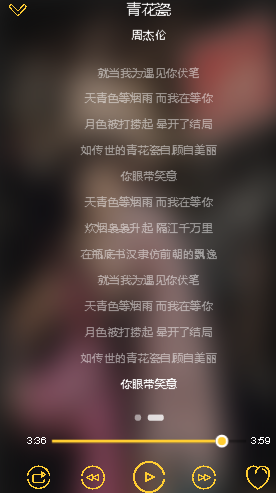 青花瓷
周杰伦
就当我为遇见你伏笔
天青色等烟雨 而我在等你
月色被打捞起 晕开了结局
如传世的青花瓷自顾自美丽
你眼带笑意
天青色等烟雨 而我在等你
炊烟袅袅升起 隔江千万里
在瓶底书汉隶仿前朝的飘逸
就当我为遇见你伏笔
天青色等烟雨 而我在等你
月色被打捞起 晕开了结局
如传世的青花瓷自顾自美丽
你眼带笑意
3:36
3:59